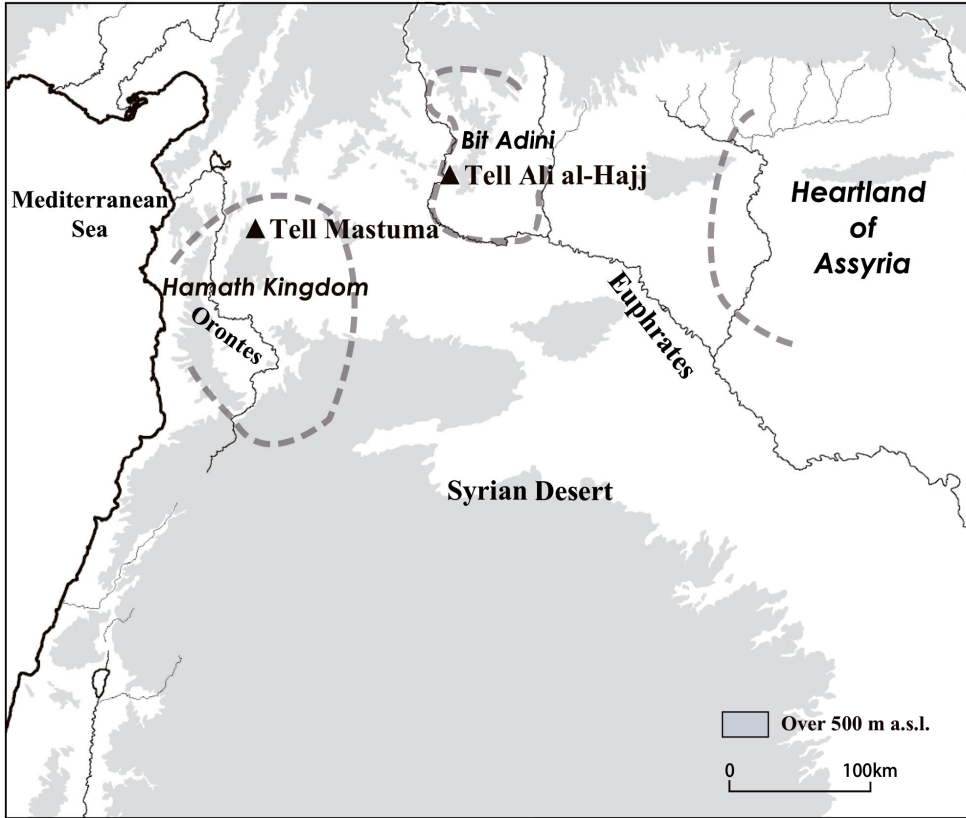 Bit Adini
Tell Ali al-Hajj
Mediterranean
Sea
Tell Mastuma
Heartland
of
Assyria
Hamath Kingdom
Orontes
Euphrates
Syrian Desert
Over 500 m a.s.l.
0 100km